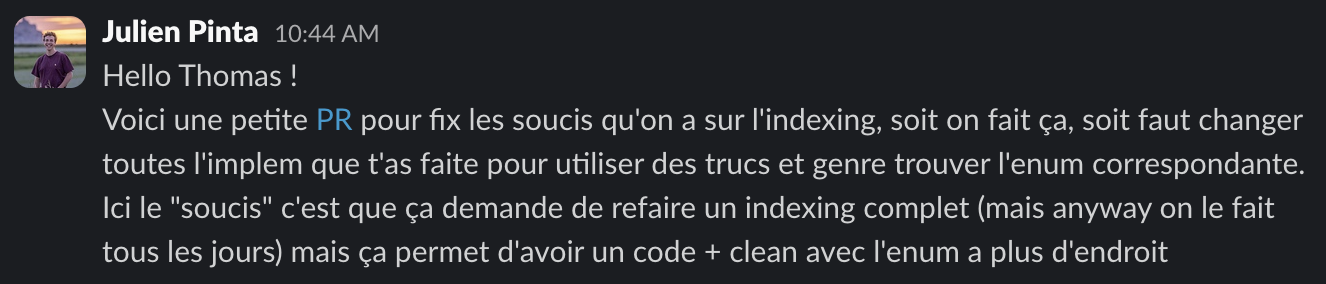 Julien Pinta 10:44 AM
Hello Thomas !
Voici une petite PR pour fix les soucis qu'on a sur l'indexing, soit on fait ça, soit faut changer
toutes l'implem que t'as faite pour utiliser des trucs et genre trouver l'enum correspondante.
Ici le "soucis" c'est que ça demande de refaire un indexing complet (mais anyway on le fait
tous les jours) mais ça permet d'avoir un code + clean avec l'enum a plus d'endroit